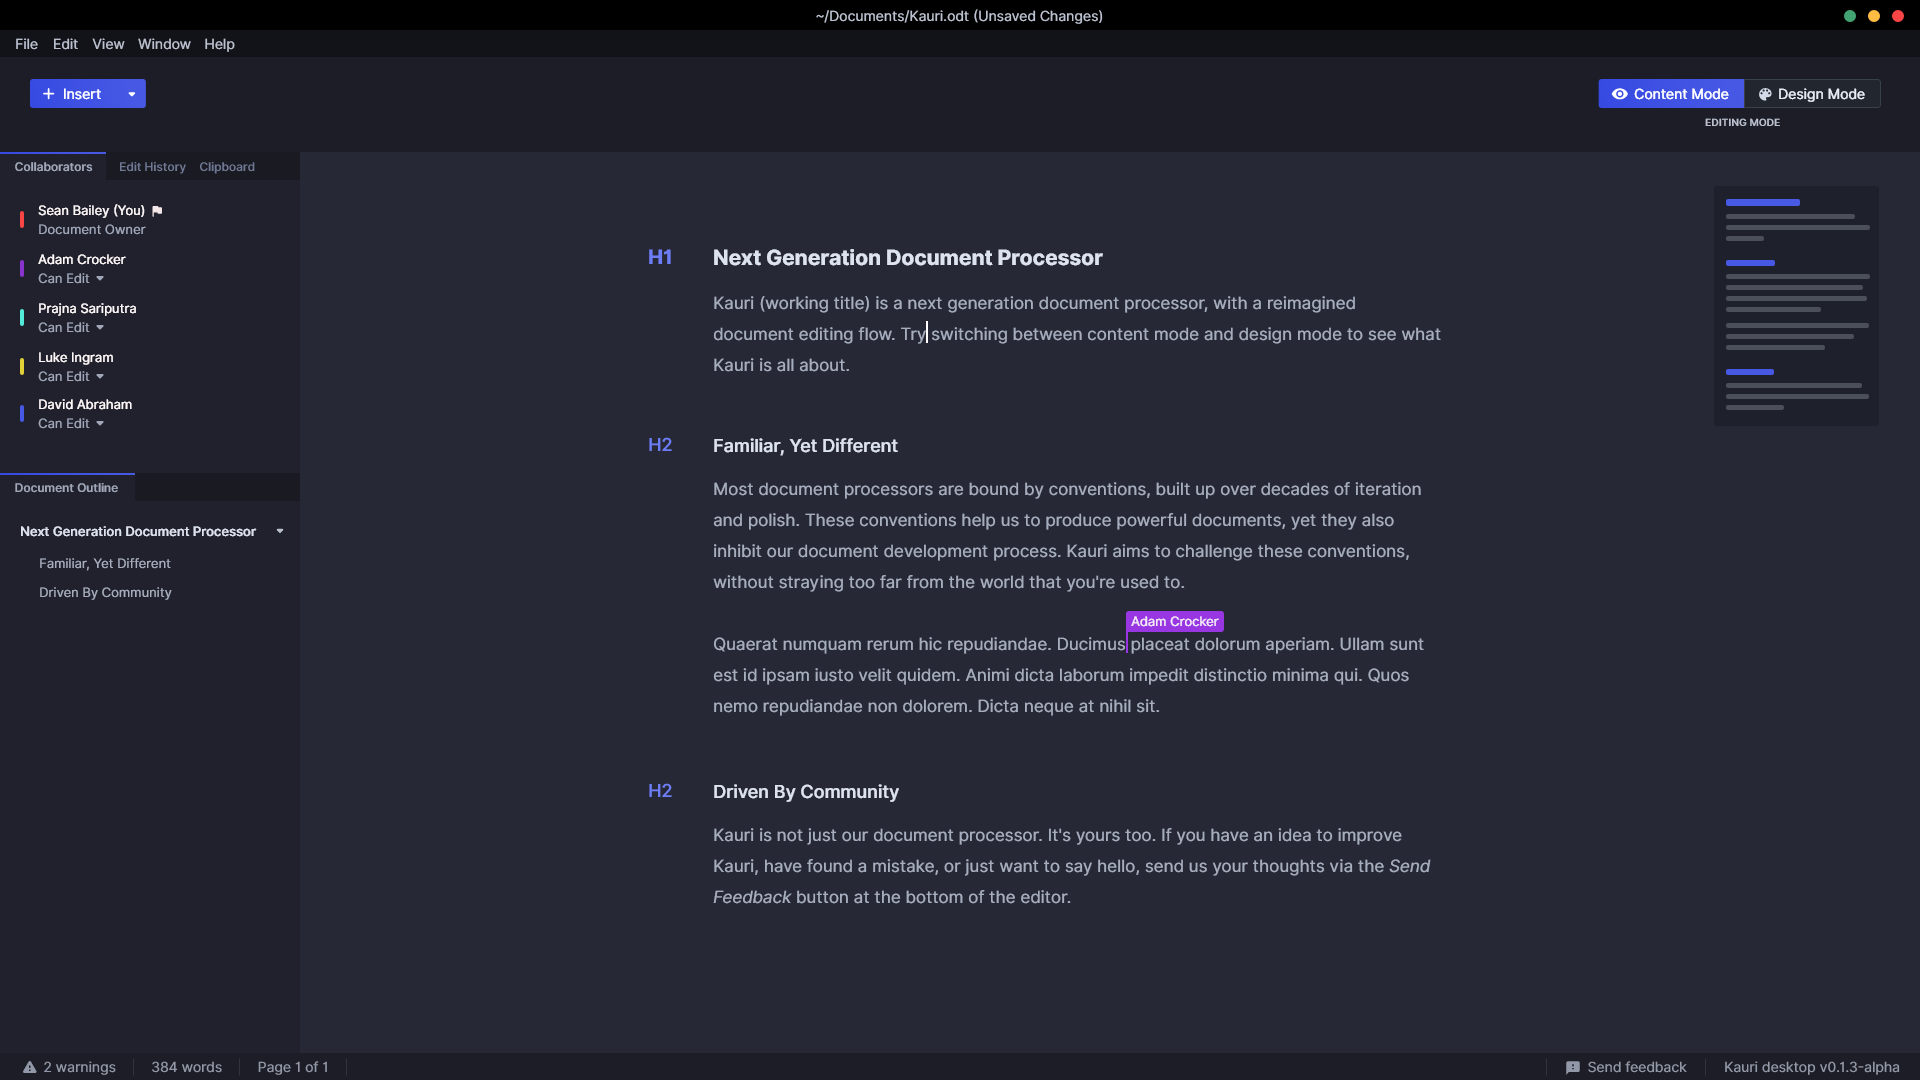 ~/Documents/Kauri.odt (Unsaved Changes)
File Edit View Window Help
Insert
Content Mode
Design Mode
EDITING MODE
Collaborators
Edit History
Clipboard
Sean Bailey (You)
Document Owner
Adam Crocker
Can Edit
Prajna Sariputra
Can Edit
Luke Ingram
Can Edit
David Abraham
Can Edit
Document Outline
Next Generation Document Processor
Familiar, Yet Different
Driven By Community
H1 Next Generation Document Processor
Kauri (working title) is a next generation document processor, with a reimagined
document editing flow. Try switching between content mode and design mode to see what
Kauri is all about.
H2 Familiar, Yet Different
Most document processors are bound by conventions, built up over decades of iteration
and polish. These conventions help us to produce powerful documents, yet they also
inhibit our document development process. Kauri aims to challenge these conventions,
without straying too far from the world that you're used to.
Adam Crocker
Quaerat numquam rerum hic repudiandae. Ducimus placeat dolorum aperiam. Ullam sunt
est id ipsam iusto velit quidem. Animi dicta laborum impedit distinctio minima qui. Quos
nemo repudiandae non dolorem. Dicta neque at nihil sit.
H2 Driven By Community
Kauri is not just our document processor. It's yours too. If you have an idea to improve
Kauri, have found a mistake, or just want to say hello, send us your thoughts via the Send
Feedback button at the bottom of the editor.
2 warnings
384 words
Page 1 of 1
Send feedback
Kauri desktop v0.1.3-alpha